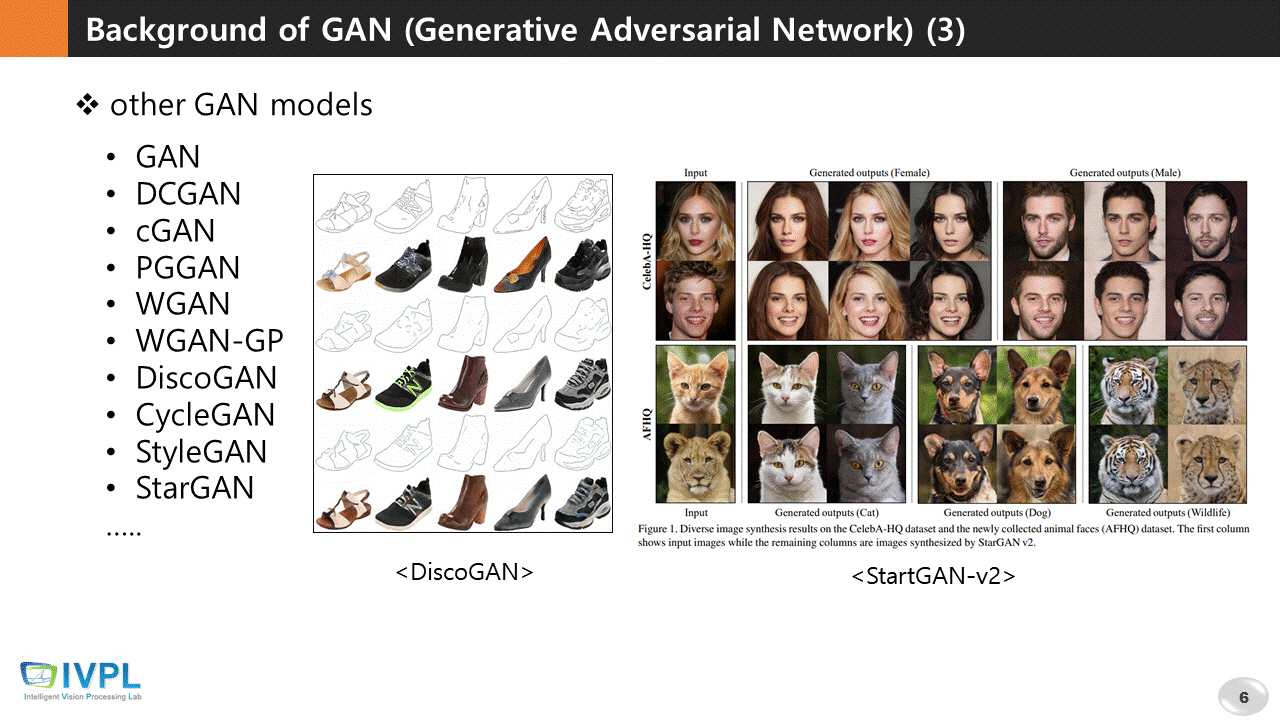 Background of GAN (Generative Adversarial Network) (3)
❖ other GAN models
• GAN
• DCGAN
• cGAN
• PGGAN
• WGAN
• WGAN-GP
• DiscoGAN
• CycleGAN
• StyleGAN
• StarGAN
…..
<DiscoGAN>
Input Generated outputs (Female) Generated outputs (Male)
CelebA-HQ
AFHQ
Input Generated outputs (Cat) Generated outputs (Dog) Generated outputs (Wildlife)
Figure 1. Diverse image synthesis results on the CelebA-HQ dataset and the newly collected animal faces (AFHQ) dataset. The first column
shows input images while the remaining columns are images synthesized by StarGAN v2.
<StartGAN-v2>
IVPL
Intelligent Vision Processing Lab
6